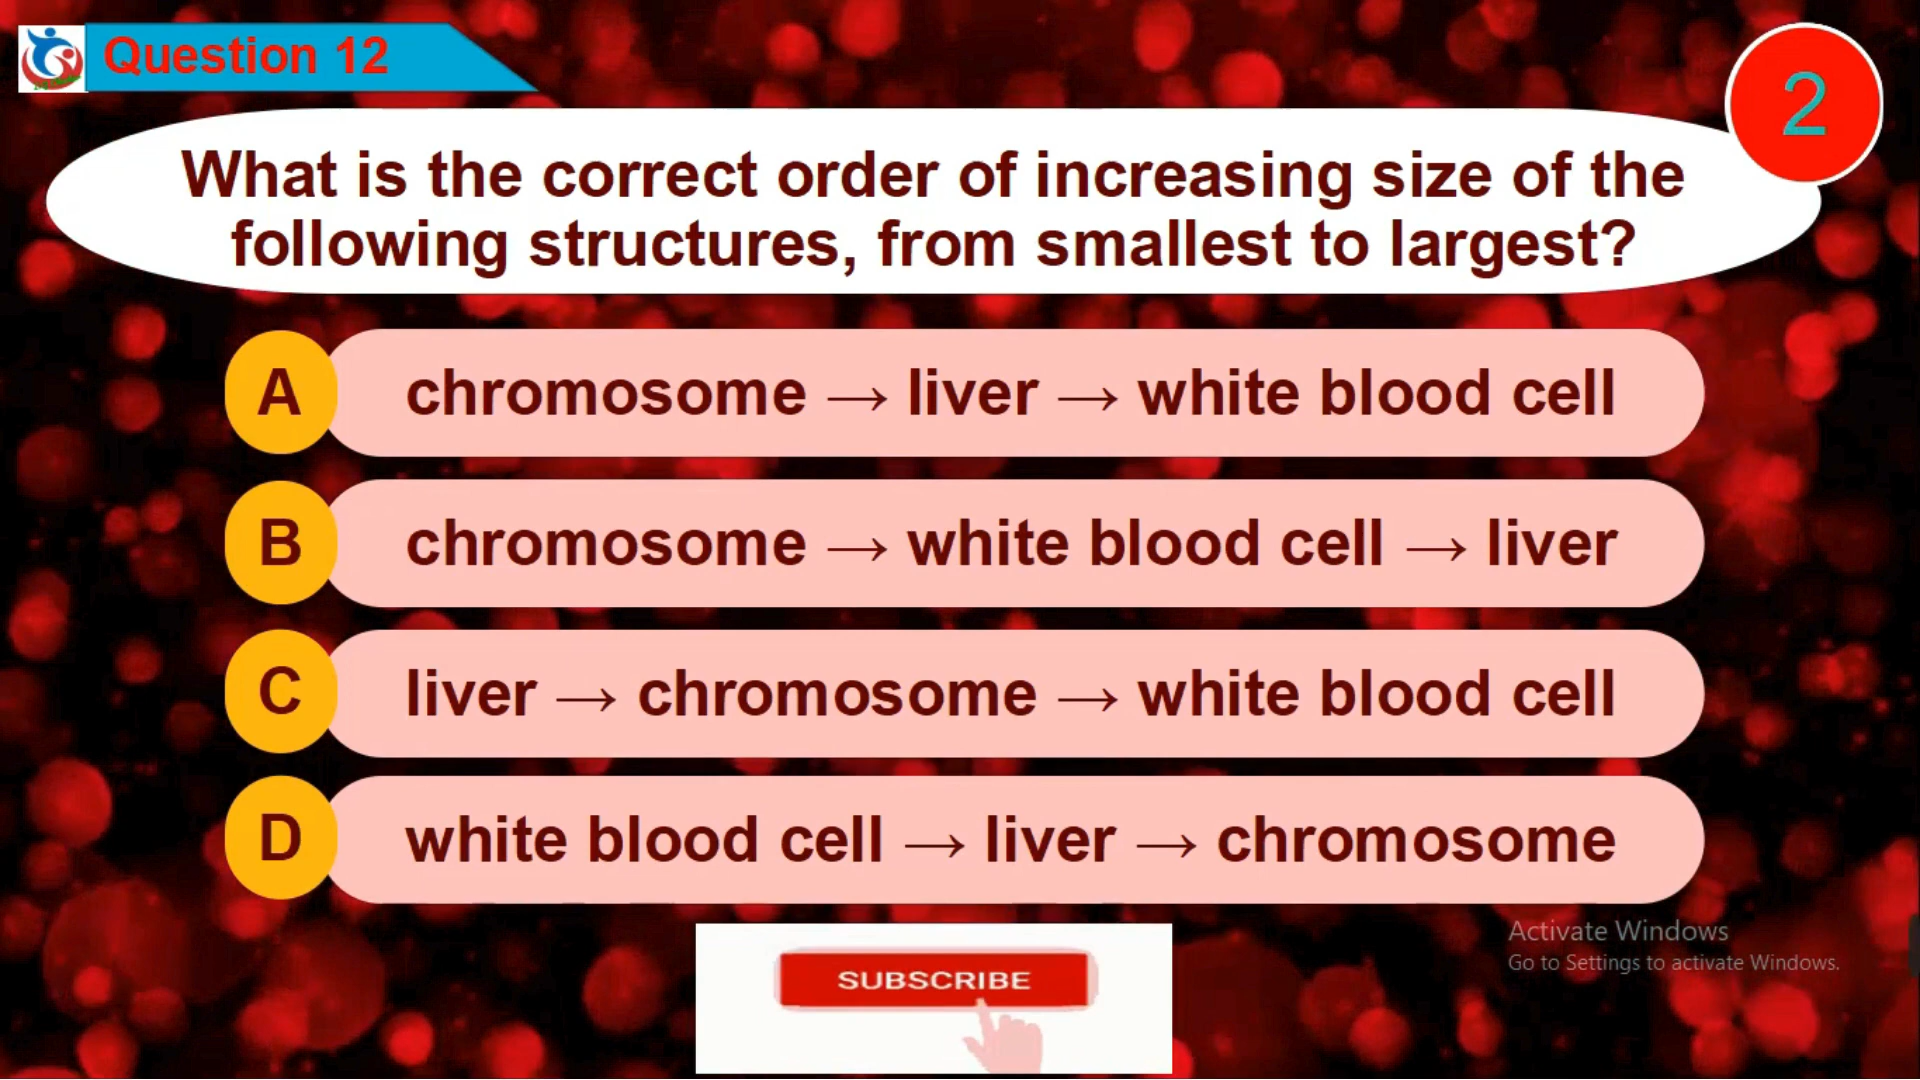 Question 12
2
What is the correct order of increasing size of the
following structures, from smallest to largest?
A
chromosome → liver → white blood cell
B
chromosome → white blood cell → liver
C
liver → chromosome → white blood cell
D
white blood cell → liver → chromosome
SUBSCRIBE
Activate Windows
Go to Settings to activate Windows.